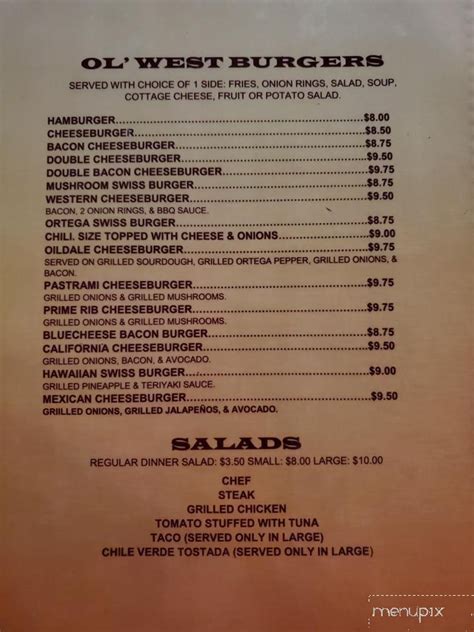 OL' WEST BURGERS
SERVED WITH CHOICE OF 1 SIDE: FRIES, ONION RINGS, SALAD, SOUP,
COTTAGE CHEESE, FRUIT OR POTATO SALAD.
HAMBURGER....$8.00
CHEESEBURGER....$8.50
BACON CHEESEBURGER....$8.75
DOUBLE CHEESEBURGER....$9.50
DOUBLE BACON CHEESEBURGER....$9.75
MUSHROOM SWISS BURGER....$8.75
WESTERN CHEESEBURGER....$9.50
BACON, 2 ONION RINGS, & BBQ SAUCE.
ORTEGA SWISS BURGER....$8.75
CHILI. SIZE TOPPED WITH CHEESE & ONIONS....$9.00
OILDALE CHEESEBURGER....$9.75
SERVED ON GRILLED SOURDOUGH, GRILLED ORTEGA PEPPER, GRILLED ONIONS, &
BACON.
PASTRAMI CHEESEBURGER....$9.75
GRILLED ONIONS & GRILLED MUSHROOMS.
PRIME RIB CHEESEBURGER....$9.75
GRILLED ONIONS & GRILLED MUSHROOMS.
BLUECHEESE BACON BURGER....$8.75
CALIFORNIA CHEESEBURGER....$9.50
GRILLED ONIONS, BACON, & AVOCADO.
HAWAIIAN SWISS BURGER....$9.00
GRILLED PINEAPPLE & TERIYAKI SAUCE.
MEXICAN CHEESEBURGER....$9.50
GRIILLED ONIONS, GRILLED JALAPEÑOS, & AVOCADO.
SALADS
REGULAR DINNER SALAD: $3.50 SMALL: $8.00 LARGE: $10.00
CHEF
STEAK
GRILLED CHICKEN
TOMATO STUFFED WITH TUNA
TACO (SERVED ONLY IN LARGE)
CHILE VERDE TOSTADA (SERVED ONLY IN LARGE)
menupix